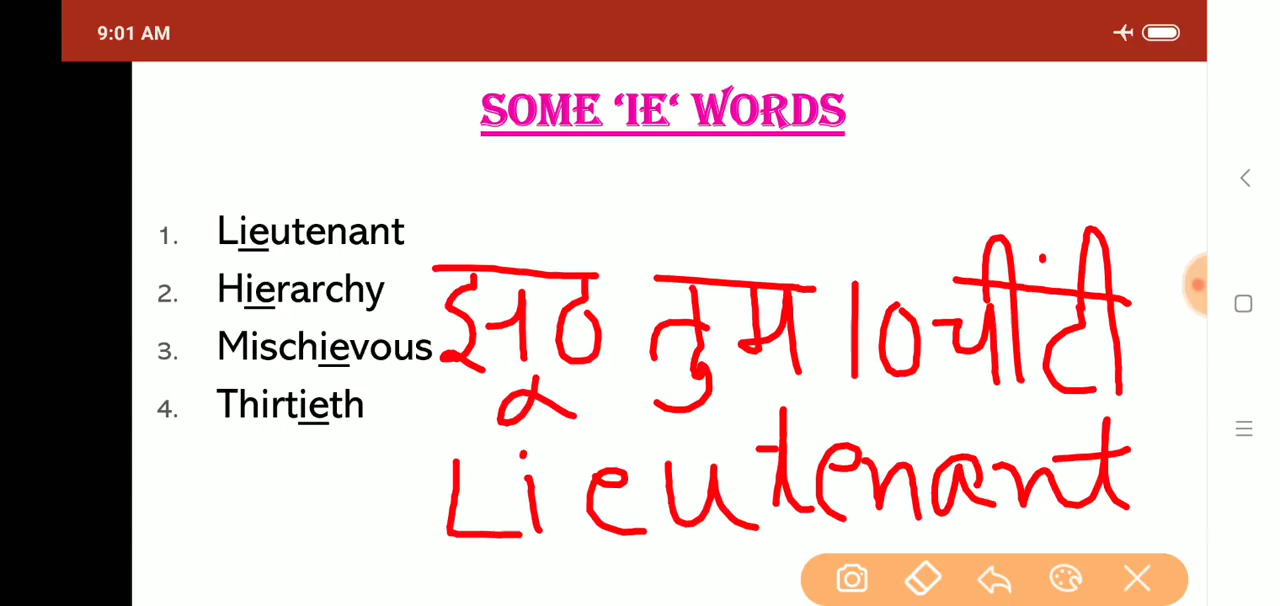 9:01 AM
SOME ‘IE‘ WORDS
1. Lieutenant
2. Hierarchy
3. Mischievous
4. Thirtieth
झूठ तुम 10 चींटी
Lieutenant